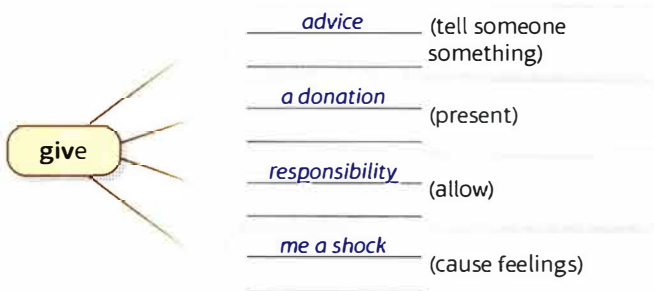 advice (tell someone
something)
a donation (present)
give
responsibility (allow)
me a shock (cause feelings)